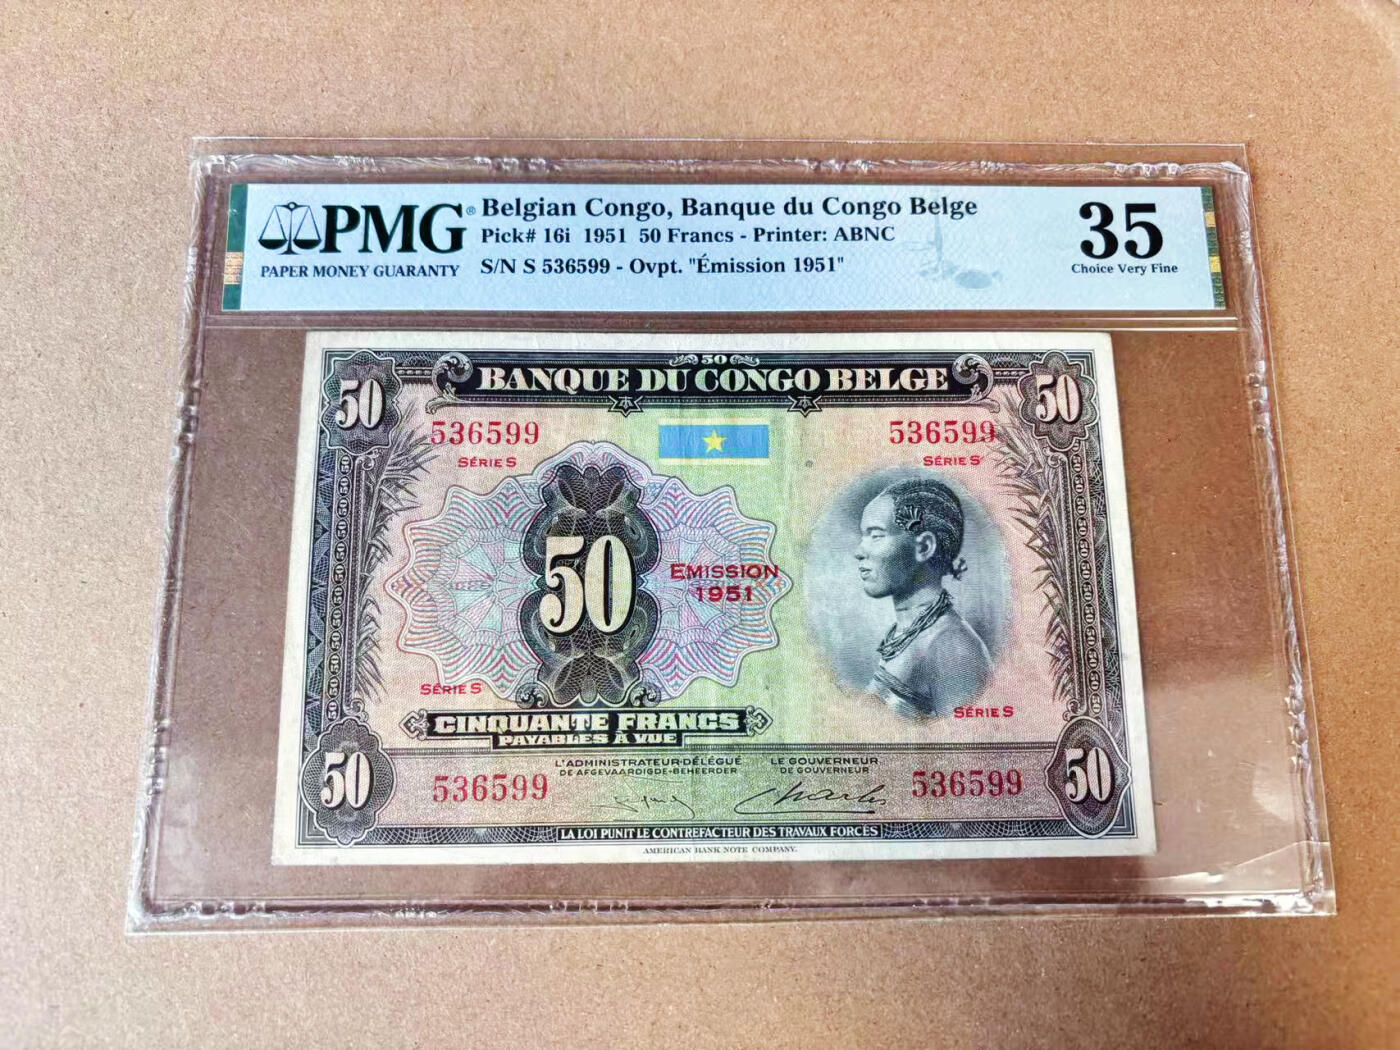 PMG®
PAPER MONEY GUARANTY
Belgian Congo, Banque du Congo Belge
Pick# 16i 1951 50 Francs - Printer: ABNC
S/N S 536599 - Ovpt. "Émission 1951"
35
Choice Very Fine
50
50 BANQUE DU CONGO BELGE 50
536599 536599
SÉRIE S SÉRIE S
50
EMISSION
1951
SÉRIE S
SÉRIE S
CINQUANTE FRANCS
PAYABLES À VUE
L'ADMINISTRATEUR-DÉLÉGUÉ LE GOUVERNEUR
DE AFGEVAARDIGDE-BEHEERDER DE GOUVERNEUR
50 536599 536599 50
LA LOI PUNIT LE CONTREFACTEUR DES TRAVAUX FORCÉS
AMERICAN BANK NOTE COMPANY.